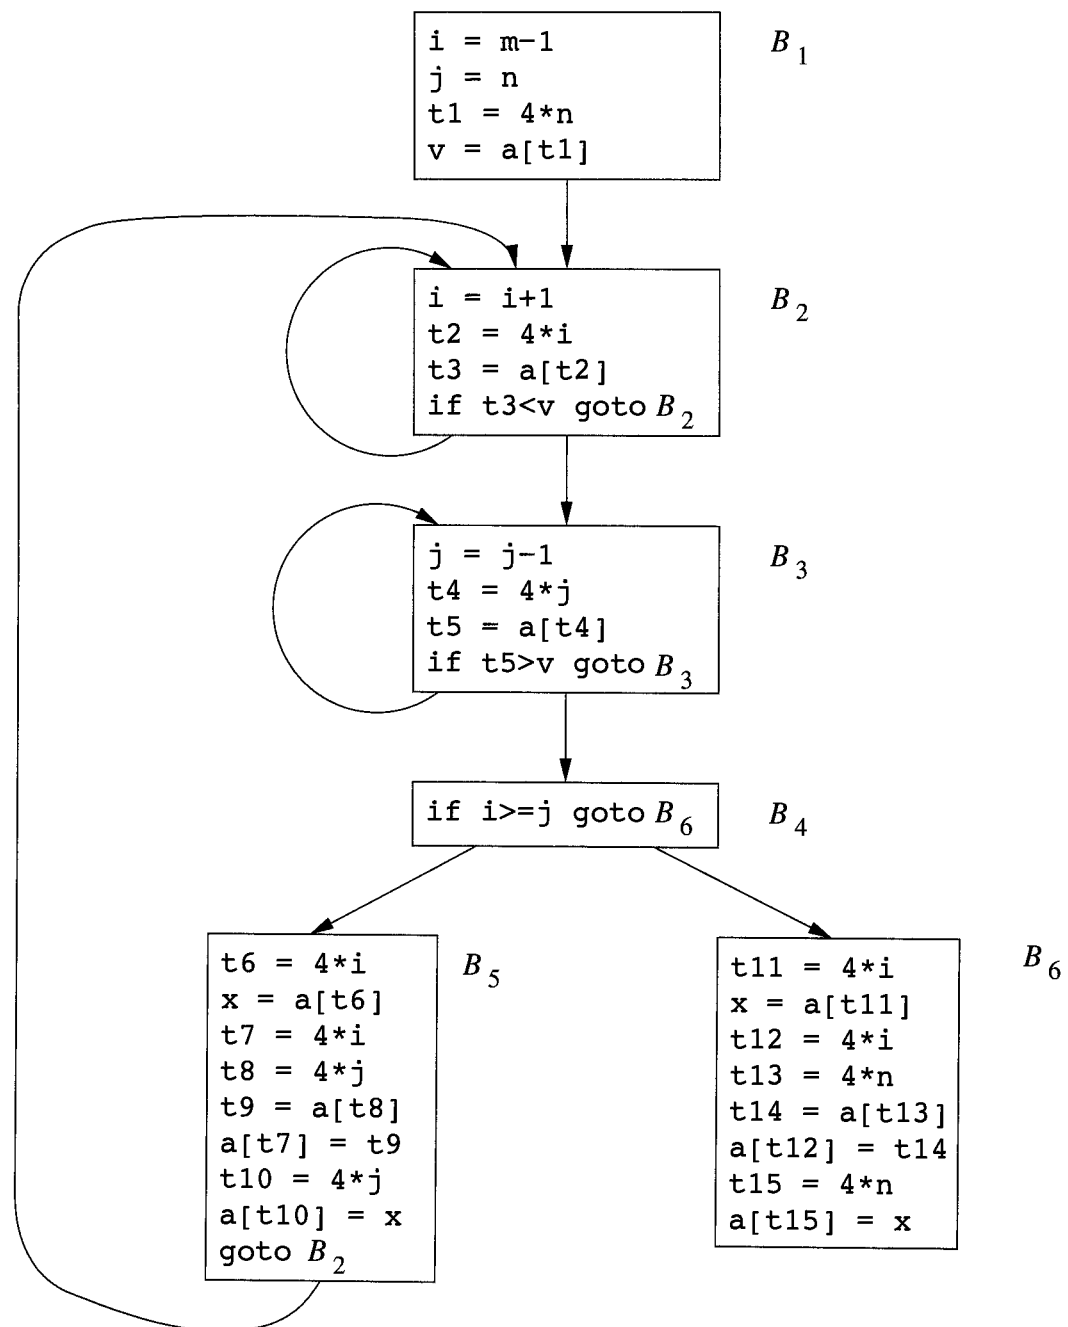 i = m-1
j = n
t1 = 4*n
v = a[t1]
B1
i = i+1
t2 = 4*i
t3 = a[t2]
if t3<v goto B2
B2
j = j-1
t4 = 4*j
t5 = a[t4]
if t5>v goto B3
B3
if i>=j goto B6
B4
t6 = 4*i
x = a[t6]
t7 = 4*i
t8 = 4*j
t9 = a[t8]
a[t7] = t9
t10 = 4*j
a[t10] = x
goto B2
B5
t11 = 4*i
x = a[t11]
t12 = 4*i
t13 = 4*n
t14 = a[t13]
a[t12] = t14
t15 = 4*n
a[t15] = x
B6